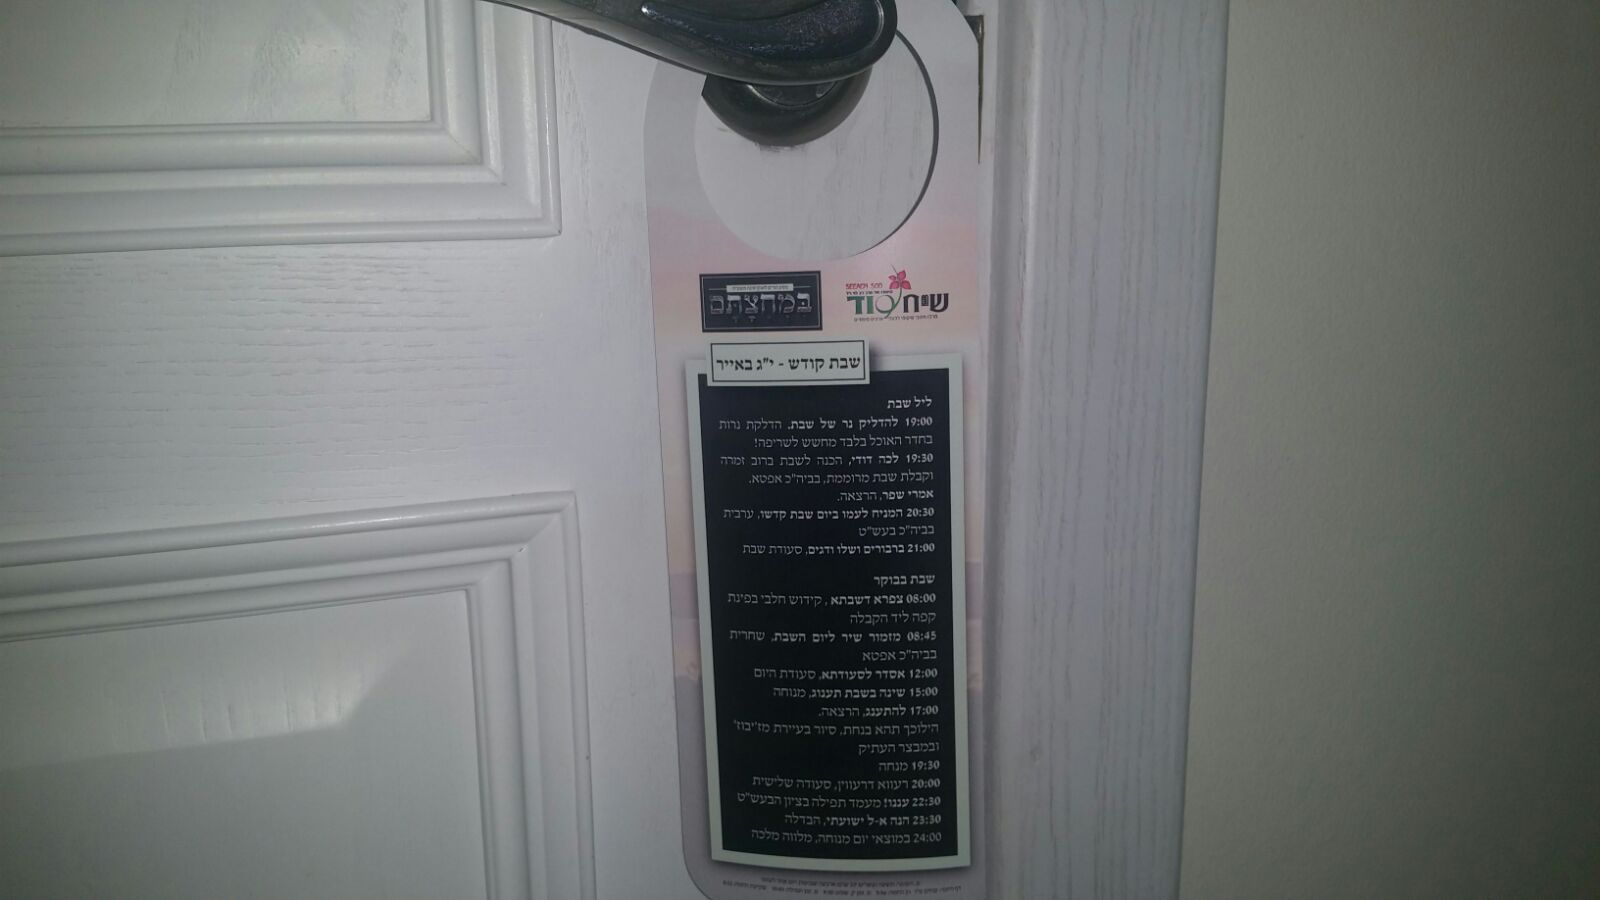 במחצתם
SEEACH SOD
שיח סוד
שבת קודש - י"ג באייר
ליל שבת
19:00 להדליק נר של שבת, הדלקת נרות
בחדר האוכל בלבד מחשש לשריפה!
19:30 לכה דודי, הכנה לשבת ברוב זמרה
וקבלת שבת מרוממת, בביה"כ אפטא.
אמרי שפר, הרצאה.
20:30 המניח לעמו ביום שבת קדשו, ערבית
בביה"כ בעש"ט
21:00 ברבורים ושלו ודגים, סעודת שבת
שבת בבוקר
08:00 צפרא דשבתא, קידוש חלבי בפינת
קפה ליד הקבלה
08:45 מזמור שיר ליום השבת, שחרית
בביה"כ אפטא
12:00 אסדר לסעודתא, סעודת היום
15:00 שינה בשבת תענוג, מנוחה
17:00 להתענג, הרצאה.
הילוכך תהא בנחת, סיור בעיירת מז'יבוז'
ובמבצר העתיק
19:30 מנחה
20:00 רעווא דרעווין, סעודה שלישית
22:30 עננו! מעמד תפילה בציון הבעש"ט
23:30 הנה א-ל ישועתי, הבדלה
24:00 במוצאי יום מנוחה, מלווה מלכה